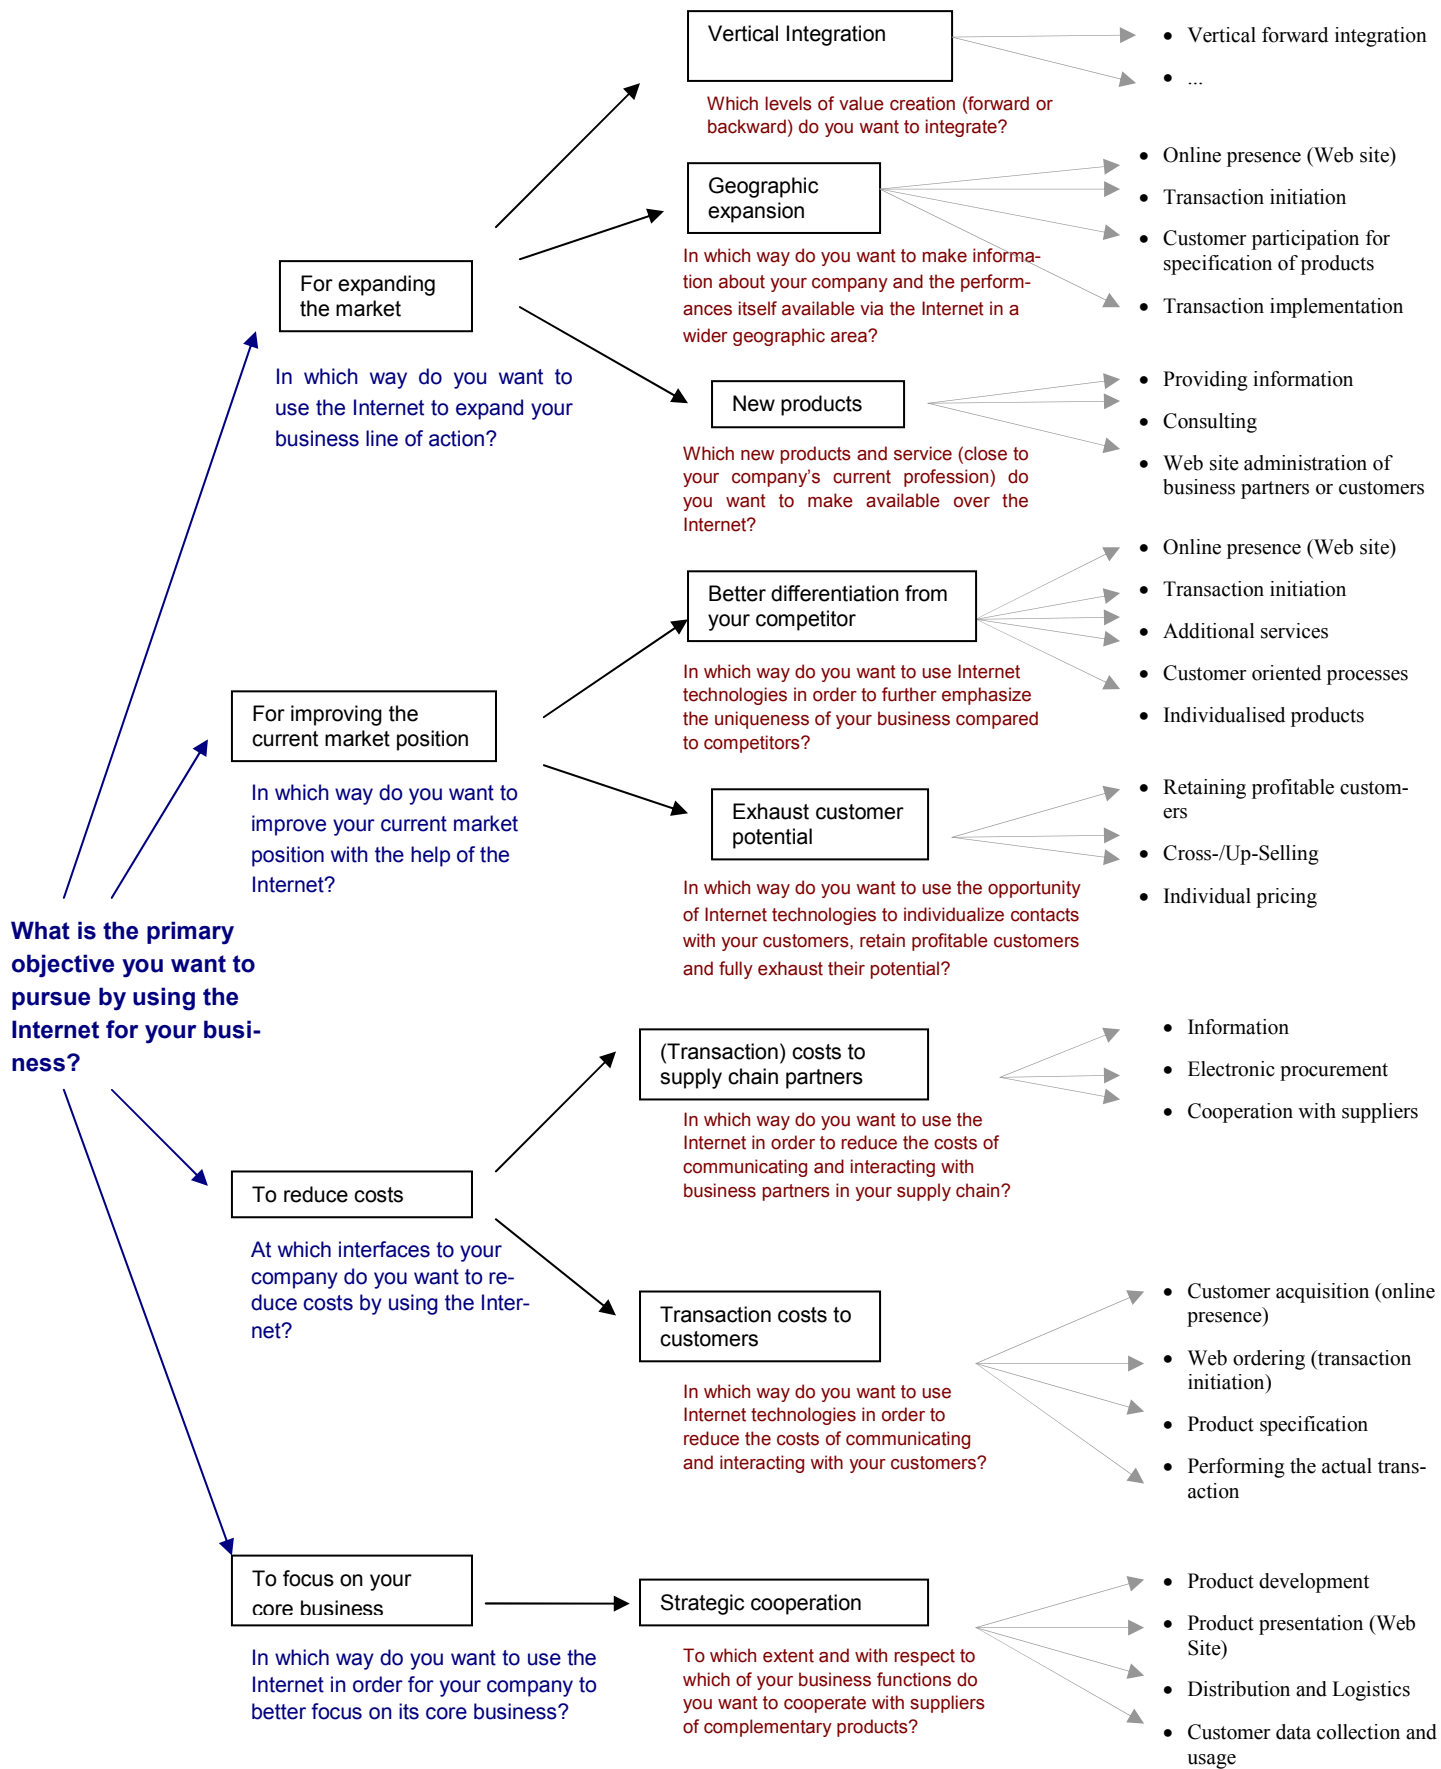 What is the primary
objective you want to
pursue by using the
Internet for your busi-
ness?
For expanding
the market
In which way do you want to
use the Internet to expand your
business line of action?
Vertical Integration
Which levels of value creation (forward or
backward) do you want to integrate?
• Vertical forward integration
• ...
Geographic
expansion
In which way do you want to make informa-
tion about your company and the perform-
ances itself available via the Internet in a
wider geographic area?
• Online presence (Web site)
• Transaction initiation
• Customer participation for
specification of products
• Transaction implementation
New products
Which new products and service (close to
your company's current profession) do
you want to make available over the
Internet?
• Providing information
• Consulting
• Web site administration of
business partners or customers
For improving the
current market position
In which way do you want to
improve your current market
position with the help of the
Internet?
Better differentiation from
your competitor
In which way do you want to use Internet
technologies in order to further emphasize
the uniqueness of your business compared
to competitors?
• Online presence (Web site)
• Transaction initiation
• Additional services
• Customer oriented processes
• Individualised products
Exhaust customer
potential
In which way do you want to use the opportunity
of Internet technologies to individualize contacts
with your customers, retain profitable customers
and fully exhaust their potential?
• Retaining profitable custom-
ers
• Cross-/Up-Selling
• Individual pricing
To reduce costs
At which interfaces to your
company do you want to re-
duce costs by using the Inter-
net?
(Transaction) costs to
supply chain partners
In which way do you want to use the
Internet in order to reduce the costs of
communicating and interacting with
business partners in your supply chain?
• Information
• Electronic procurement
• Cooperation with suppliers
Transaction costs to
customers
In which way do you want to use
Internet technologies in order to
reduce the costs of communicating
and interacting with your customers?
• Customer acquisition (online
presence)
• Web ordering (transaction
initiation)
• Product specification
• Performing the actual trans-
action
To focus on your
core business
In which way do you want to use the
Internet in order for your company to
better focus on its core business?
Strategic cooperation
To which extent and with respect to
which of your business functions do
you want to cooperate with suppliers
of complementary products?
• Product development
• Product presentation (Web
Site)
• Distribution and Logistics
• Customer data collection and
usage